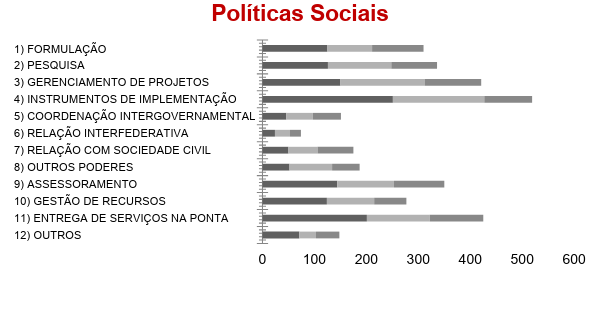 Políticas Sociais
1) FORMULAÇÃO
2) PESQUISA
3) GERENCIAMENTO DE PROJETOS
4) INSTRUMENTOS DE IMPLEMENTAÇÃO
5) COORDENAÇÃO INTERGOVERNAMENTAL
6) RELAÇÃO INTERFEDERATIVA
7) RELAÇÃO COM SOCIEDADE CIVIL
8) OUTROS PODERES
9) ASSESSORAMENTO
10) GESTÃO DE RECURSOS
11) ENTREGA DE SERVIÇOS NA PONTA
12) OUTROS
0 100 200 300 400 500 600